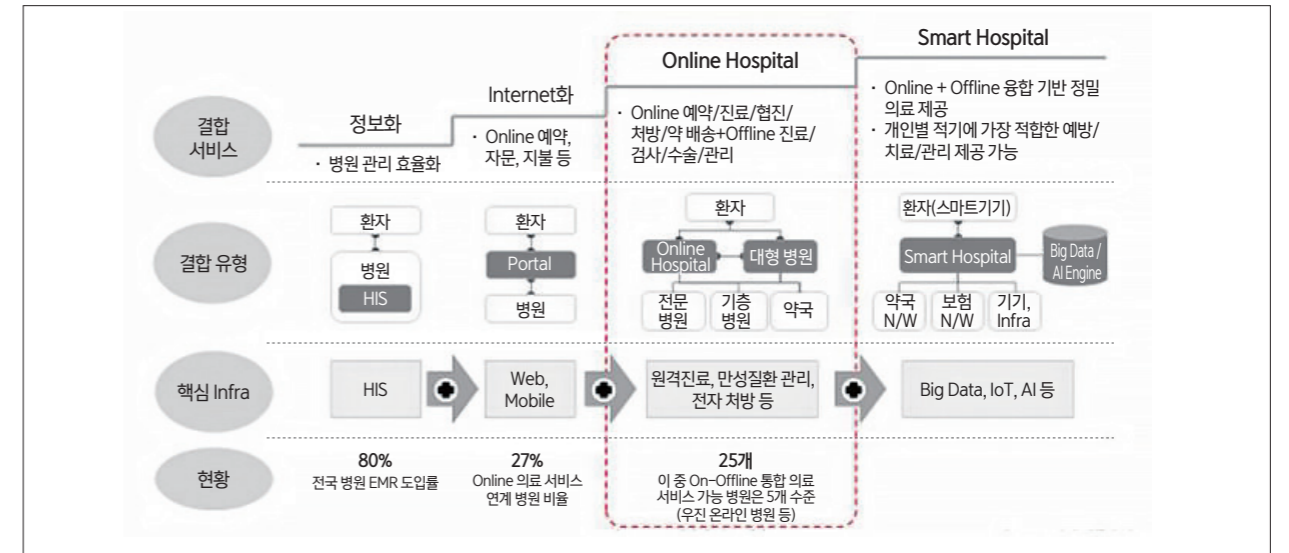 Smart Hospital
Online Hospital
Internet화
정보화
결합
서비스
· 병원 관리 효율화
· Online 예약,
자문, 지불 등
· Online 예약/진료/협진/
처방/약 배송+Offline 진료/
검사/수술/관리
· Online + Offline 융합 기반 정밀
의료 제공
· 개인별 적기에 가장 적합한 예방/
치료/관리 제공 가능
결합 유형
환자
병원
HIS
환자
Portal
병원
환자
Online
Hospital
대형 병원
전문
병원
기층
병원
약국
환자(스마트기기)
Smart Hospital
Big Data /
AI Engine
약국
N/W
보험
N/W
기기,
Infra
핵심 Infra
HIS
Web,
Mobile
원격진료, 만성질환 관리,
전자 처방 등
Big Data, IoT, AI 등
현황
80%
전국 병원 EMR 도입률
27%
Online 의료 서비스
연계 병원 비율
25개
이 중 On-Offline 통합 의료
서비스 가능 병원은 5개 수준
(우진 온라인 병원 등)